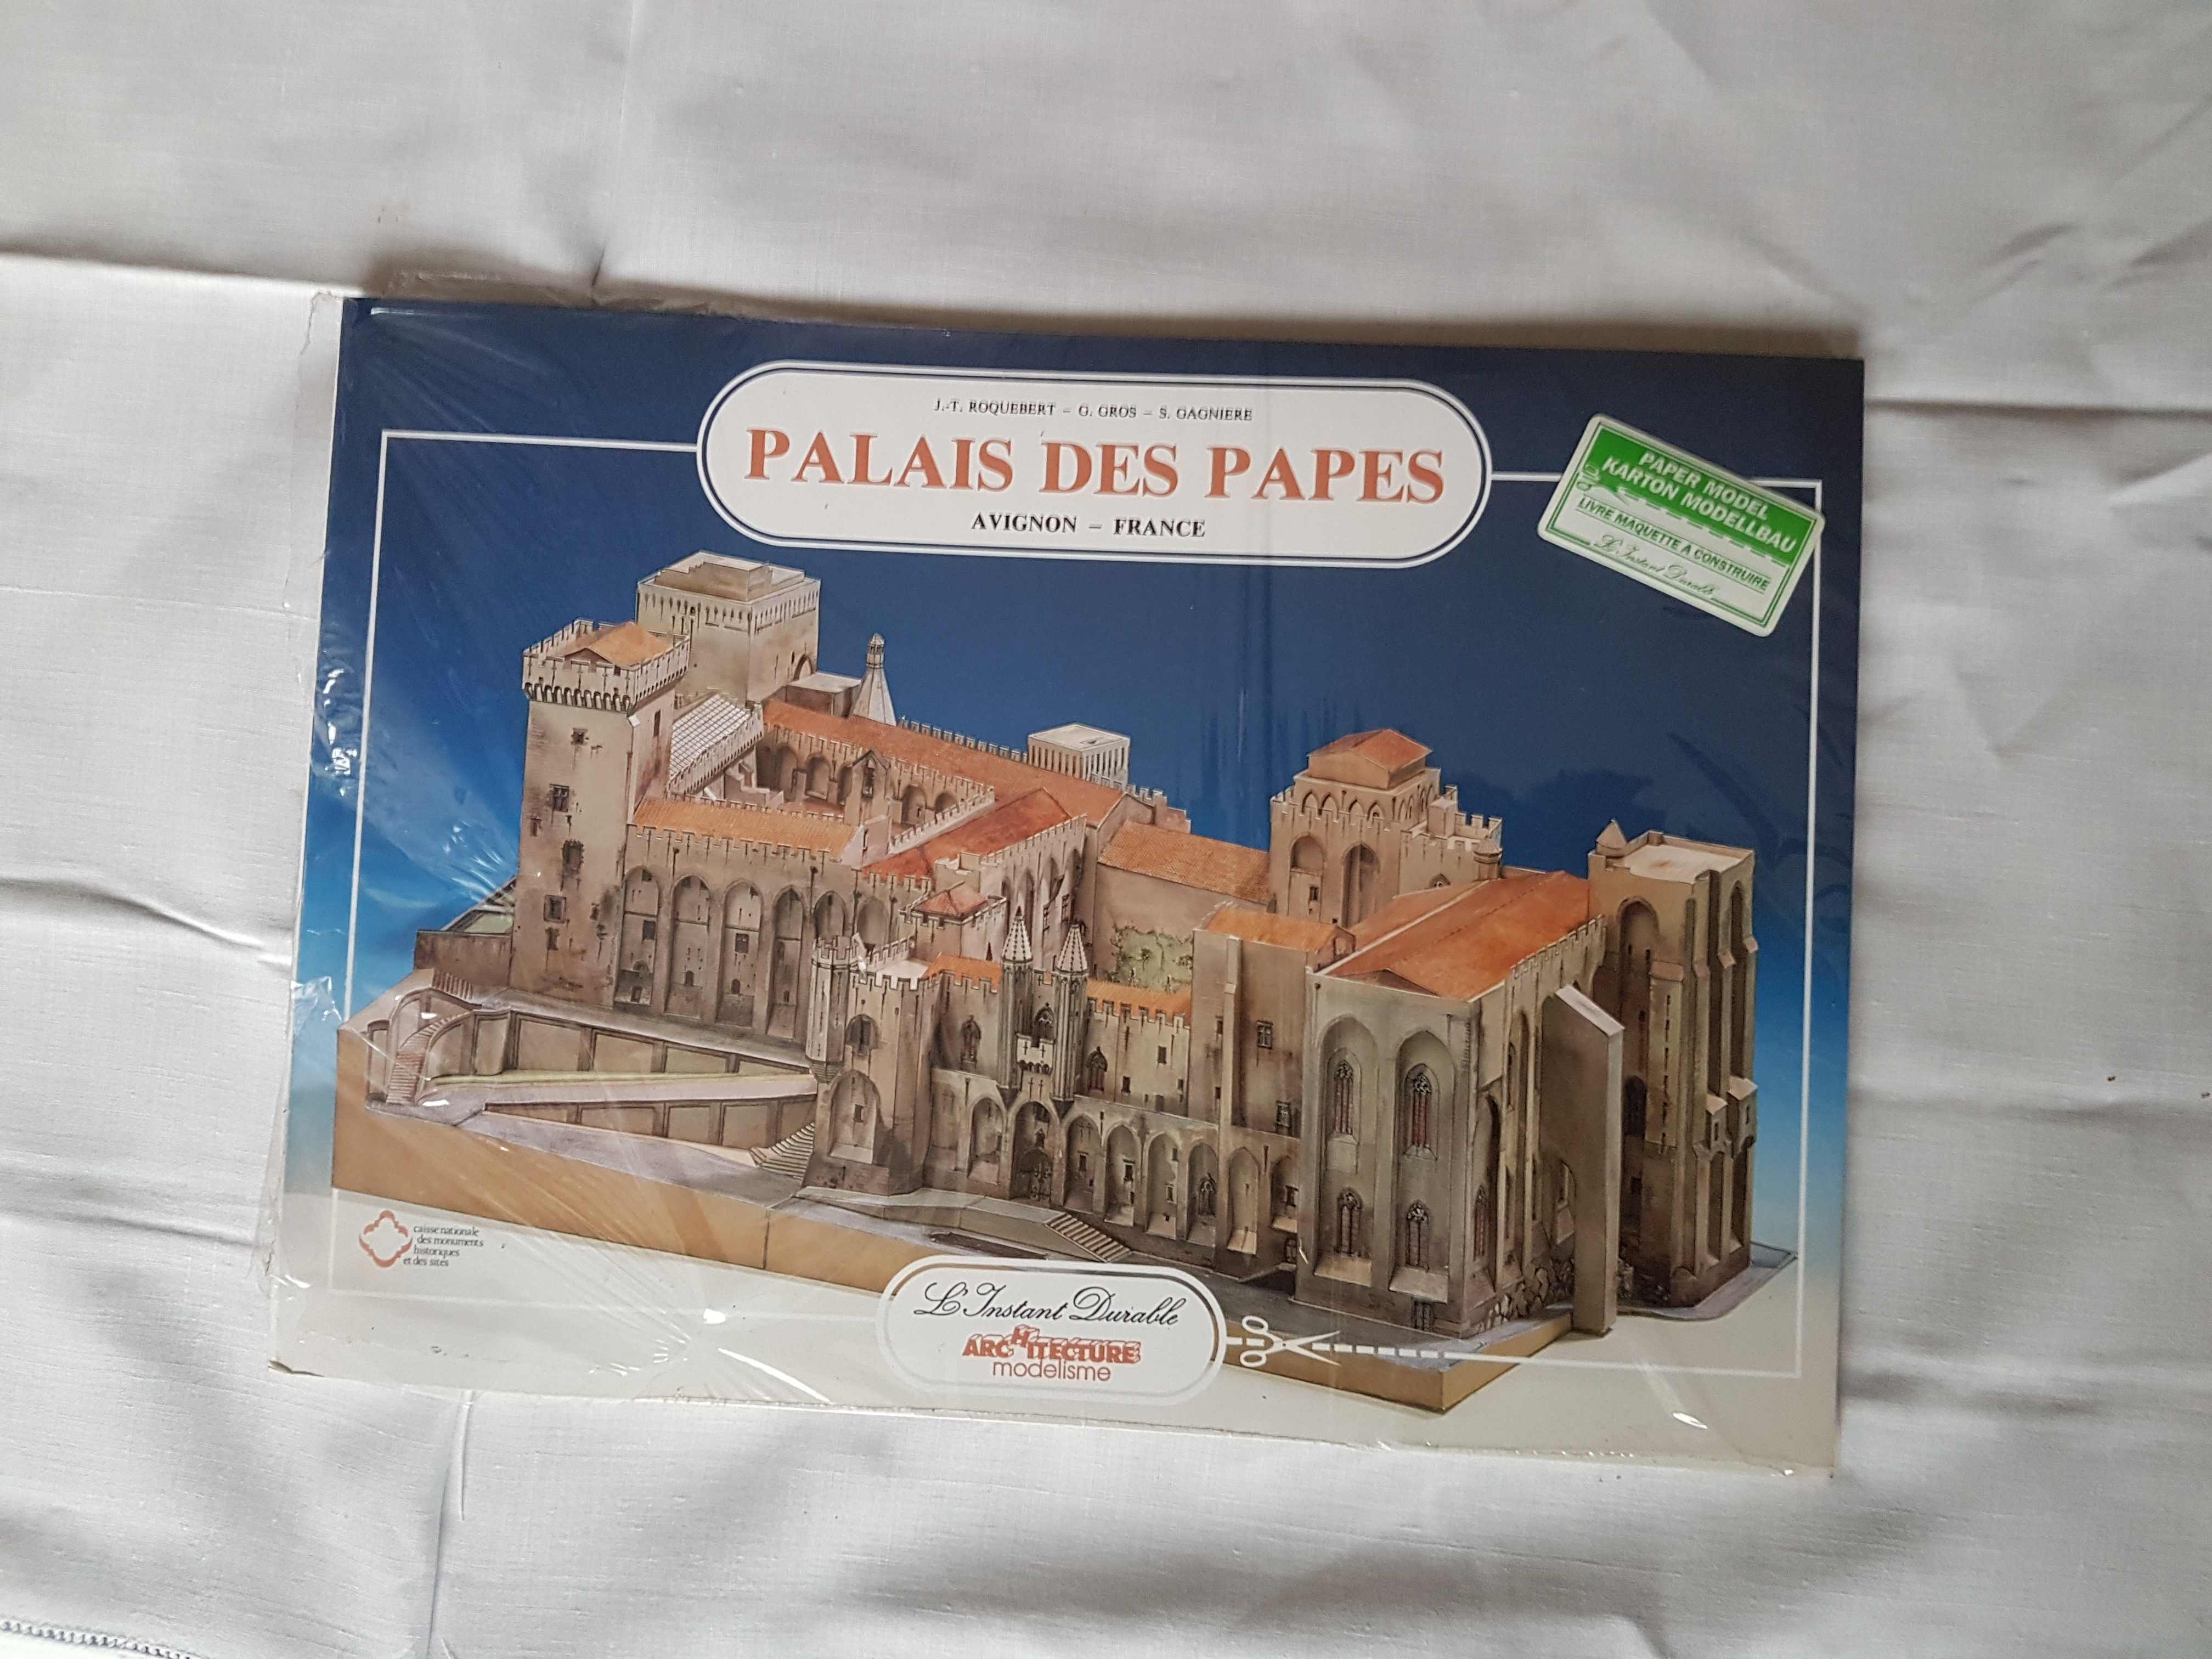 J.-T. ROQUEBERT – G. GROS – S. GAGNIERE
PALAIS DES PAPES
AVIGNON – FRANCE
PAPER MODEL
KARTON MODELLBAU
LIVRE MAQUETTE A CONSTRUIRE
L'Instant Durable
caisse nationale
des monuments
historiques
et des sites
L'Instant Durable
ARCHITECTURE
modelisme